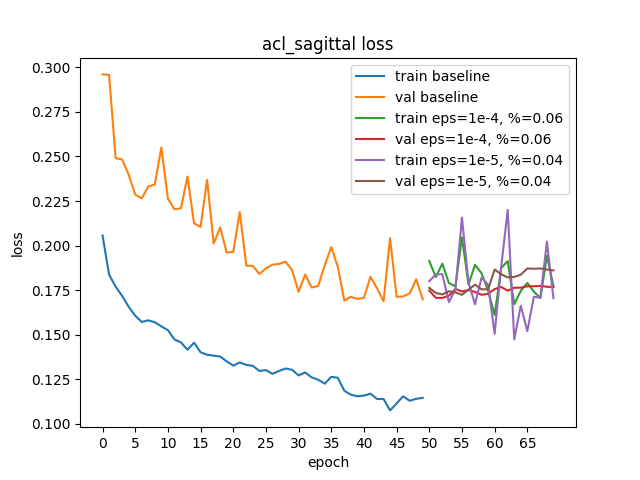 acl_sagittal loss
train baseline
val baseline
train eps=1e-4, %=0.06
val eps=1e-4, %=0.06
train eps=1e-5, %=0.04
val eps=1e-5, %=0.04
loss
0.300
0.275
0.250
0.225
0.200
0.175
0.150
0.125
0.100
0 5 10 15 20 25 30 35 40 45 50 55 60 65
epoch